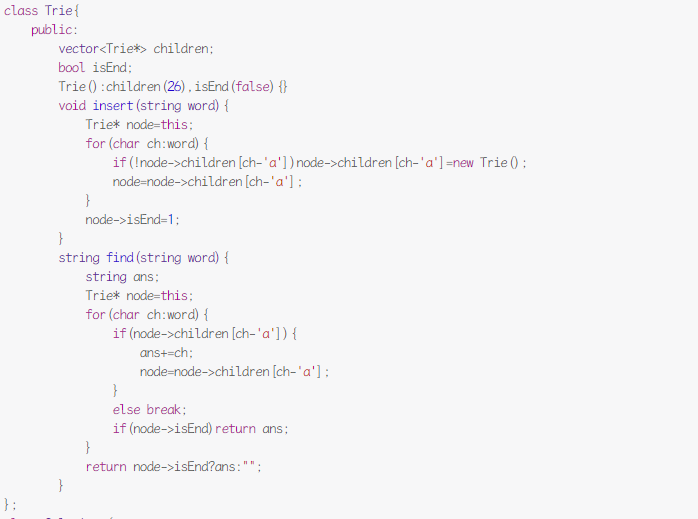 class Trie{
public:
vector<Trie*> children;
bool isEnd;
Trie():children(26),isEnd(false){}
void insert(string word){
Trie* node=this;
for(char ch:word){
if(!node->children[ch-'a'])node->children[ch-'a']=new Trie();
node=node->children[ch-'a'];
}
node->isEnd=1;
}
string find(string word){
string ans;
Trie* node=this;
for(char ch:word){
if(node->children[ch-'a']){
ans+=ch;
node=node->children[ch-'a'];
}
else break;
if(node->isEnd)return ans;
}
return node->isEnd?ans:"";
}
};